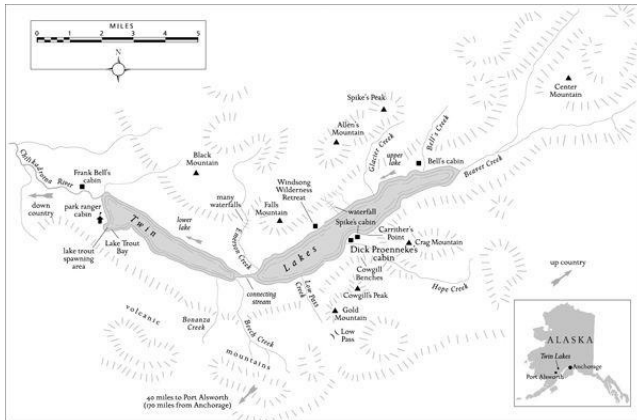 MILES
0 1 2 3 4 5
N
Spike's Peak
Center
Mountain
Allen's
Mountain
Black
Mountain
Glacier Creek
Bell's Creek
upper
lake
Bell's cabin
Beaver Creek
Chilikadrotna
River
Frank Bell's
cabin
down
country
park ranger
cabin
many
waterfalls
Windsong
Wilderness
Retreat
Falls
Mountain
waterfall
Spike's cabin
Carrithers'
Point
Crag Mountain
Dick Proenneke's
cabin
lower
lake
Twin
Lakes
Lake Trout
Bay
lake trout
spawning
area
Emerson Creek
Cowgill
Benches
Cowgill's Peak
Hope Creek
up country
connecting
stream
Low Pass
Creek
Gold
Mountain
Low
Pass
volcanic
mountains
Bonanza
Creek
Beech Creek
40 miles to Port Alsworth
(170 miles from Anchorage)
ALASKA
Twin Lakes
Anchorage
Port Alsworth